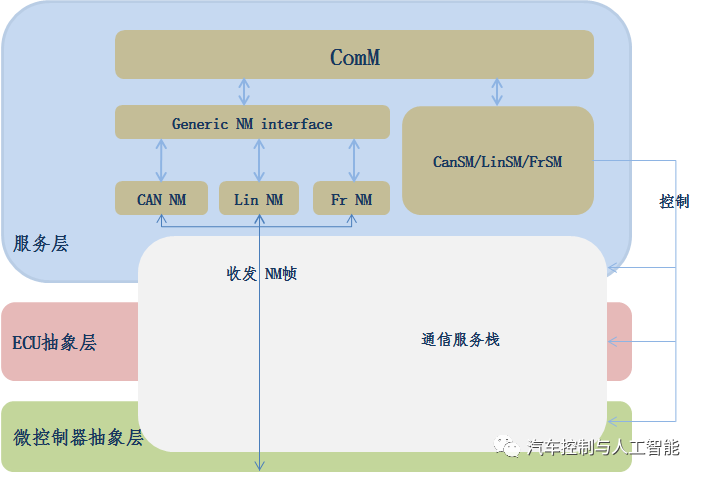 ComM
Generic NM interface
CanSM/LinSM/FrSM
CAN NM
Lin NM
Fr NM
控制
服务层
收发 NM帧
ECU抽象层
通信服务栈
微控制器抽象层
汽车控制与人工智能